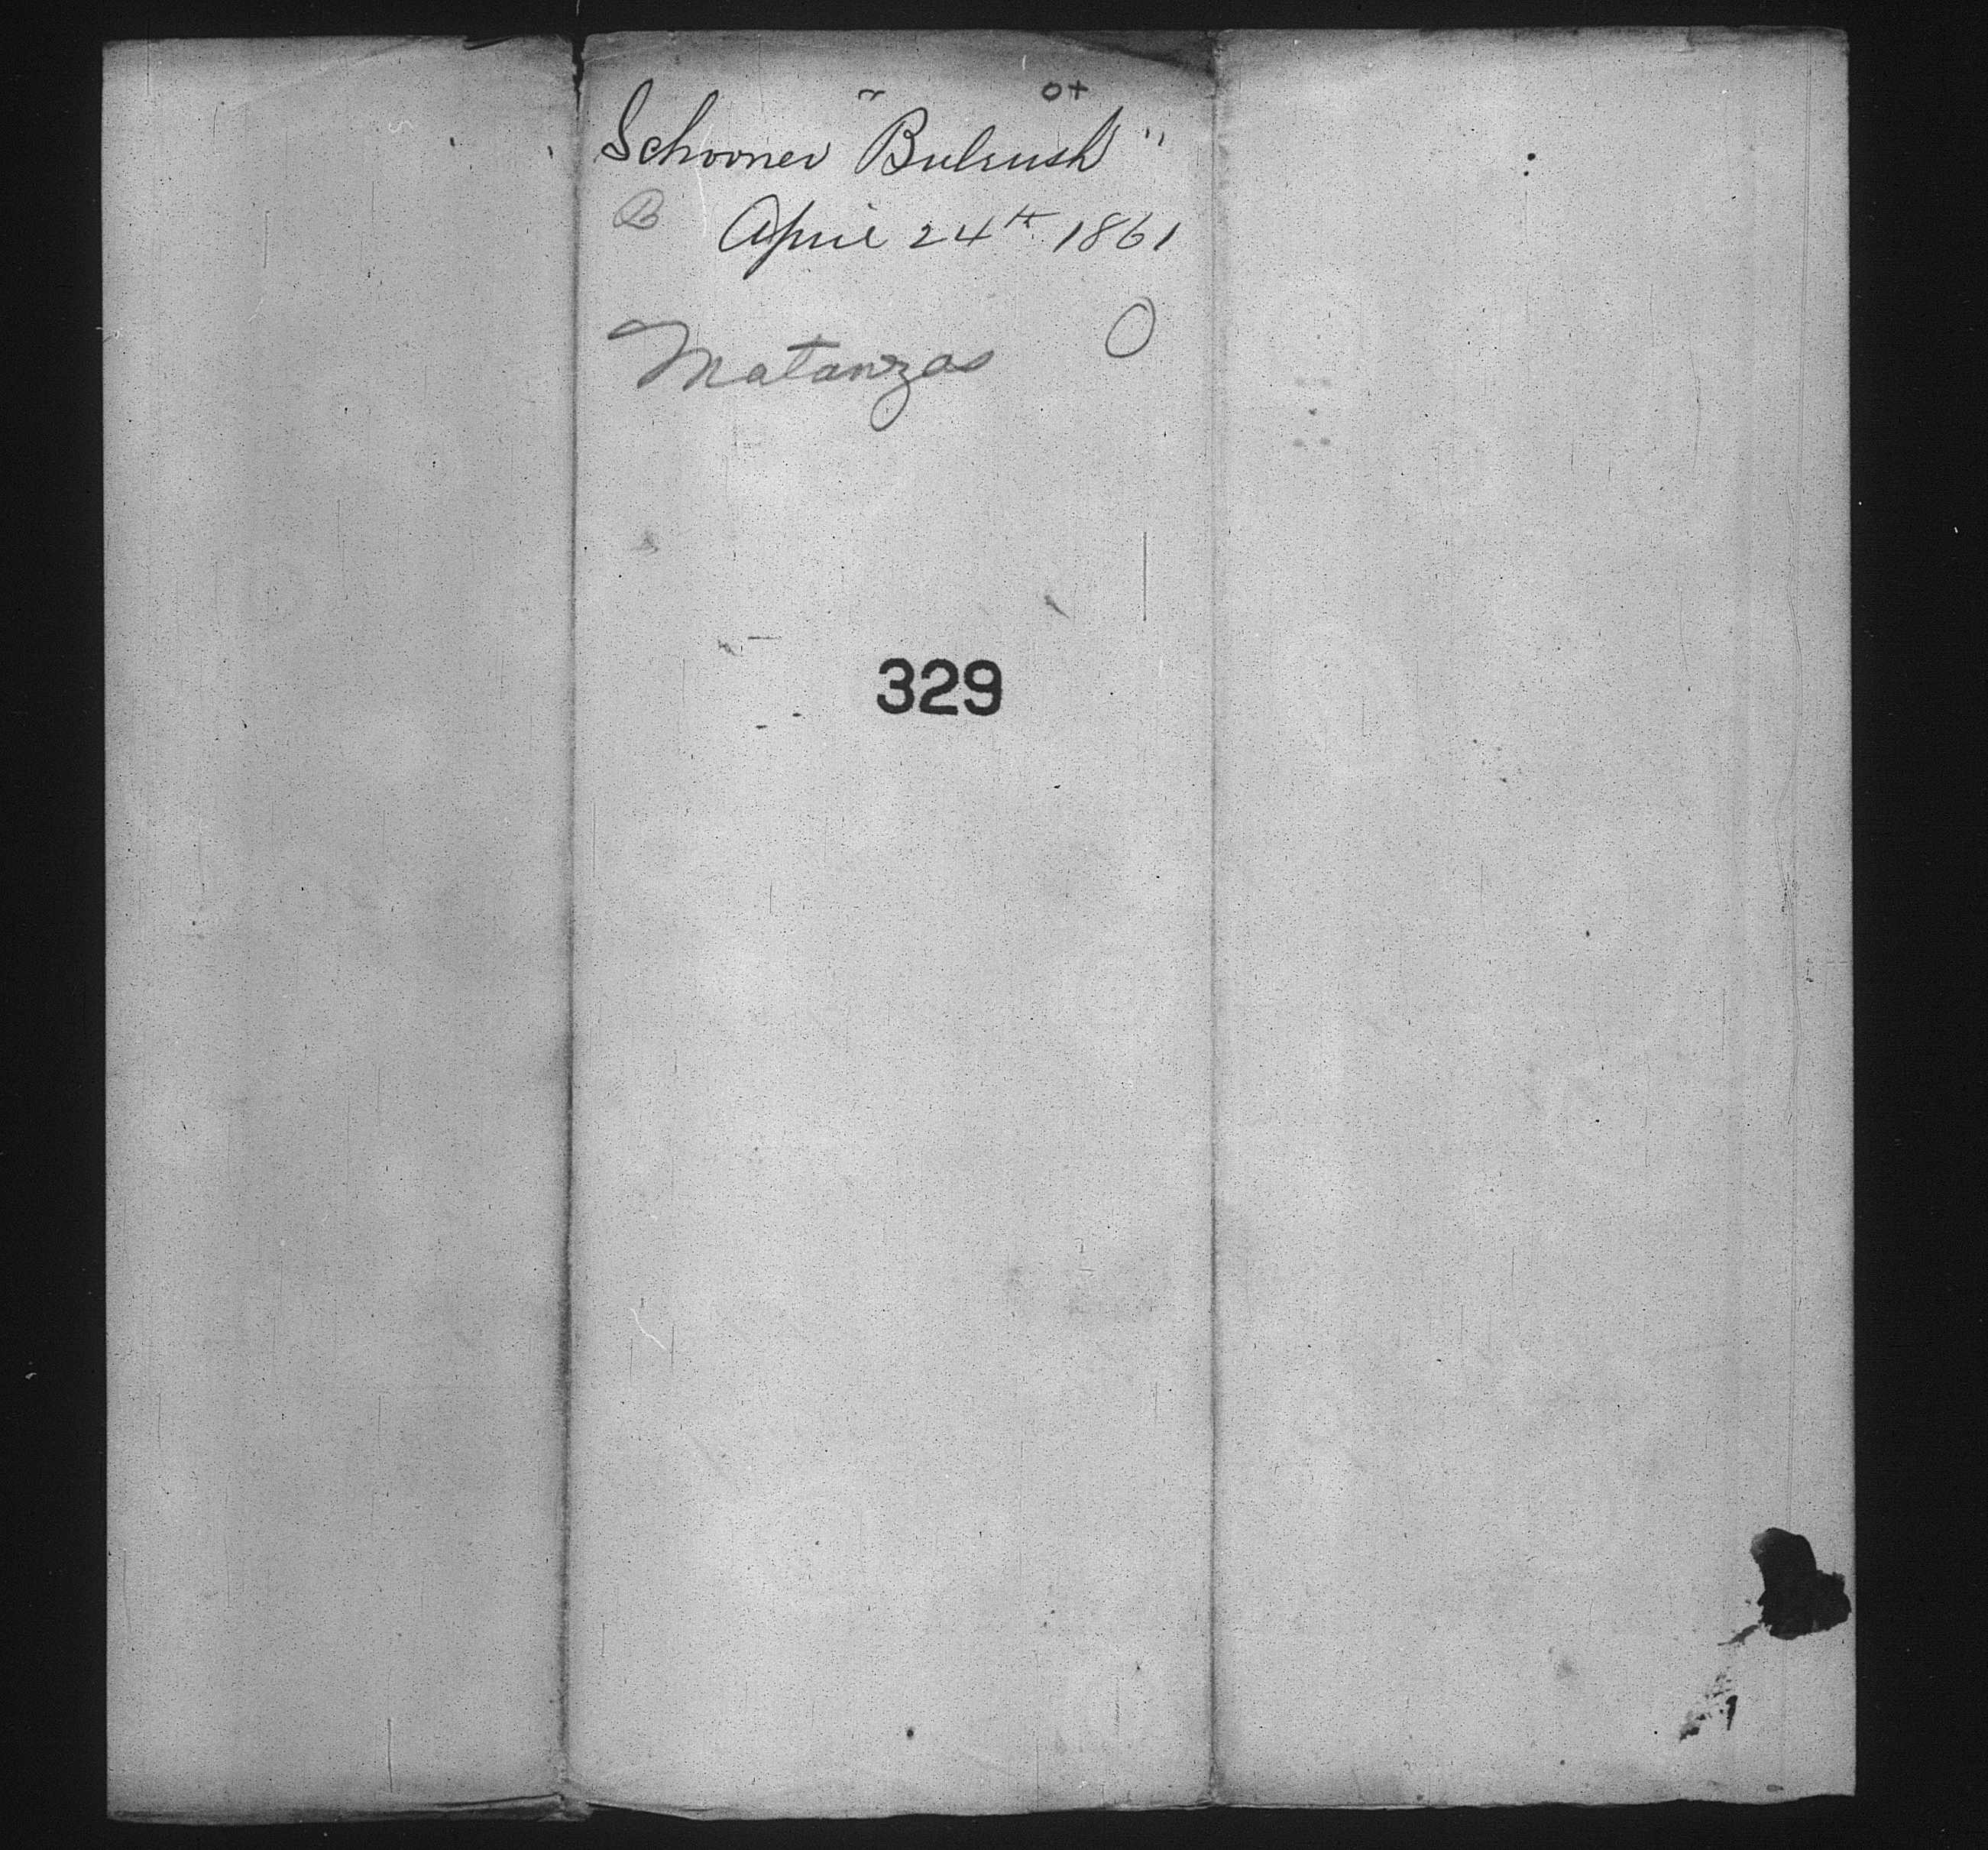 o+
Schooner "Bulrush"
B April 24th 1861
Matanzas O
329